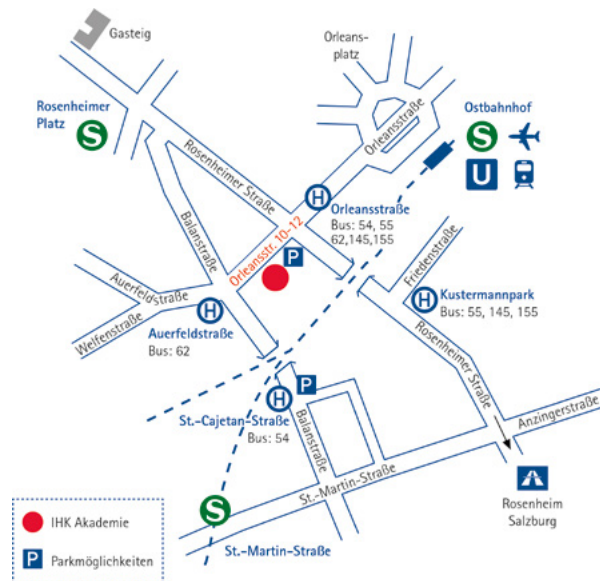 Gasteig
Orleans-
platz
Rosenheimer
Platz
S
Ostbahnhof
S
U
Orleansstraße
Rosenheimer Straße
H
Orleansstraße
Bus: 54, 55
62,145,155
Balanstraße
Orleansstr. 10-12
P
Friedenstraße
Auerfeldstraße
Welfenstraße
H
Auerfeldstraße
Bus: 62
H
Kustermannpark
Bus: 55, 145, 155
Rosenheimer Straße
P
H
St.-Cajetan-Straße
Bus: 54
Balanstraße
Anzingerstraße
St.-Martin-Straße
Rosenheim
Salzburg
S
St.-Martin-Straße
IHK Akademie
P
Parkmöglichkeiten